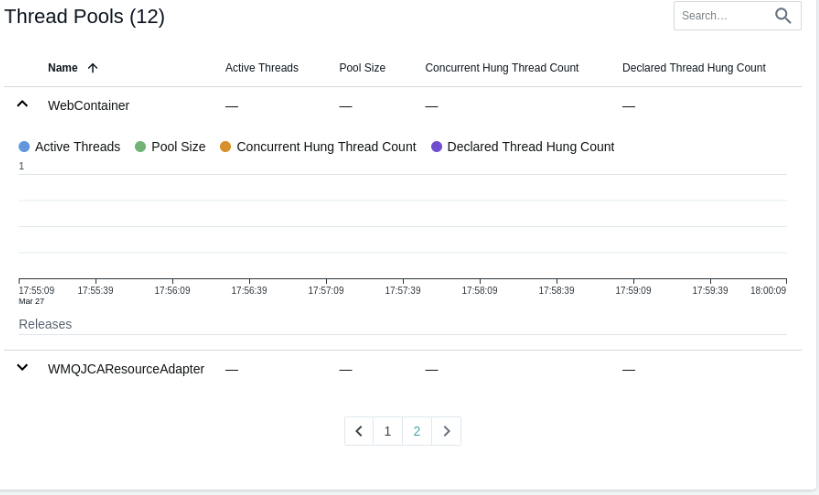 Thread Pools (12)
Search...
Name Active Threads Pool Size Concurrent Hung Thread Count Declared Thread Hung Count
WebContainer — — — —
Active Threads Pool Size Concurrent Hung Thread Count Declared Thread Hung Count
1
17:55:09 17:55:39 17:56:09 17:56:39 17:57:09 17:57:39 17:58:09 17:58:39 17:59:09 17:59:39 18:00:09
Mar 27
Releases
WMQJCAResourceAdapter — — — —
1 2